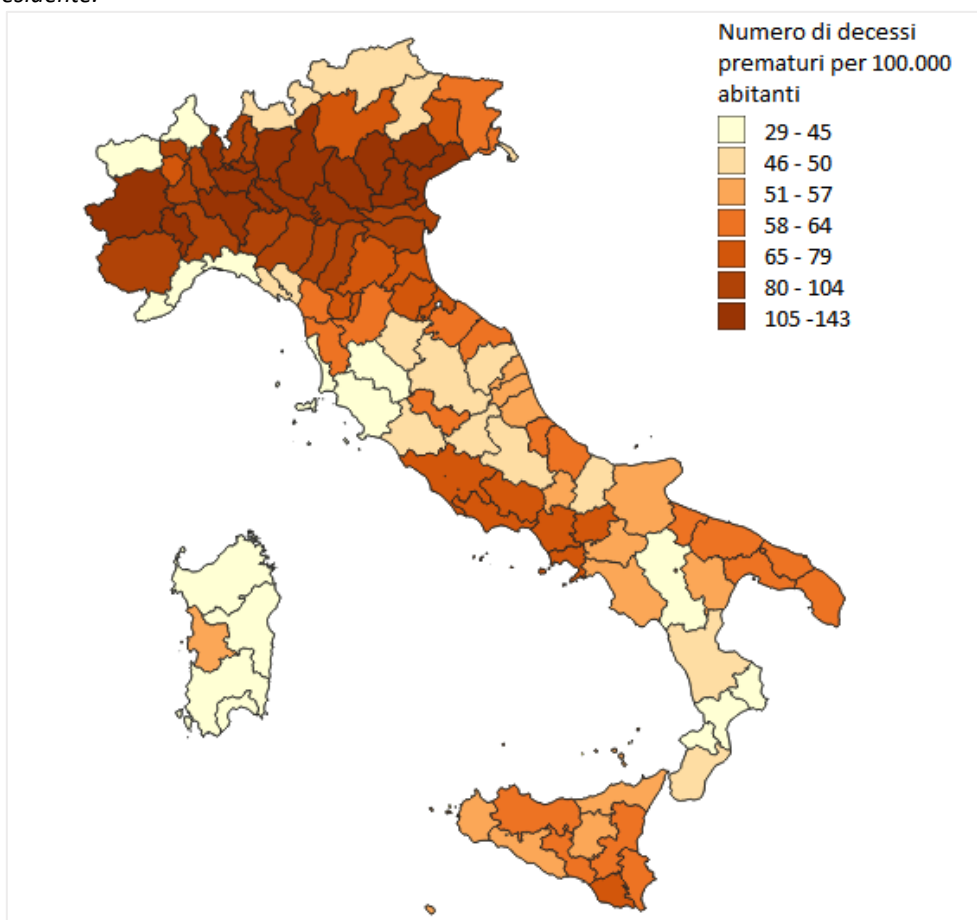 esidente.
Numero di decessi
prematuri per 100.000
abitanti
29 - 45
46 - 50
51 - 57
58 - 64
65 - 79
80 - 104
105 -143